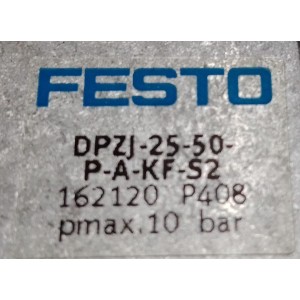 FESTO
DPZJ-25-50-
P-A-KF-S2
162120 P408
pmax.10 bar